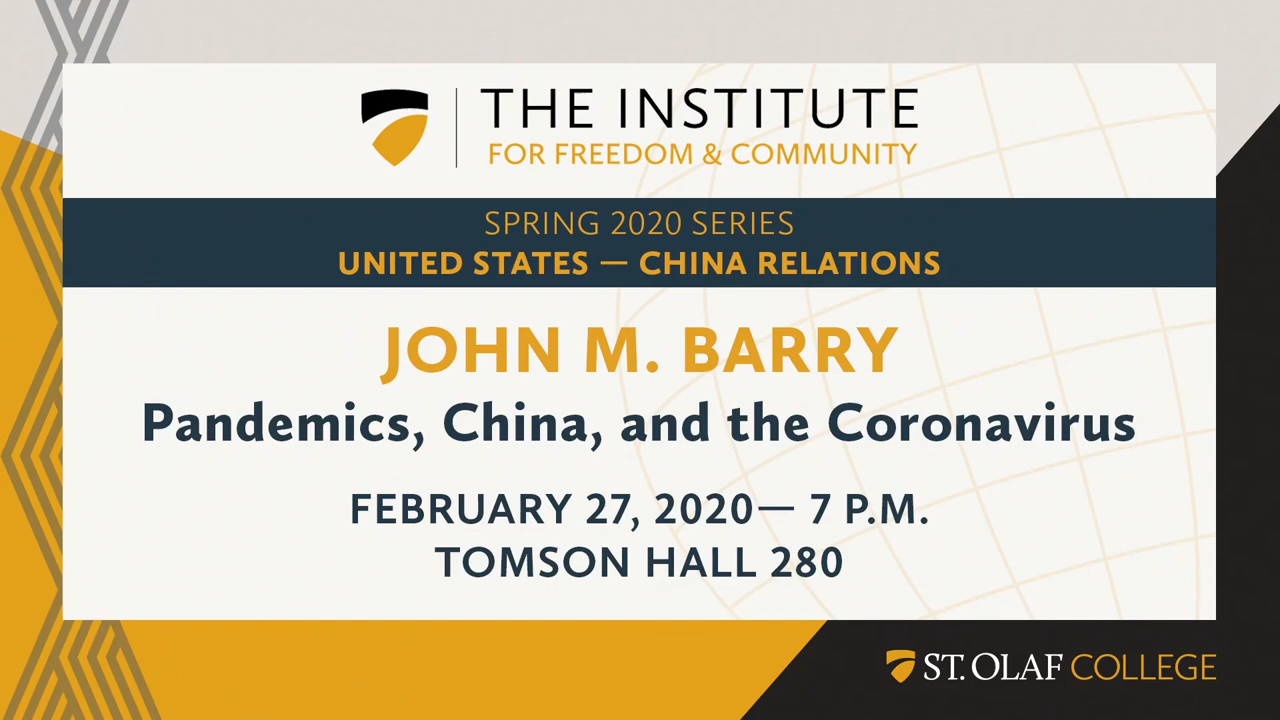 THE INSTITUTE
FOR FREEDOM & COMMUNITY
SPRING 2020 SERIES
UNITED STATES — CHINA RELATIONS
JOHN M. BARRY
Pandemics, China, and the Coronavirus
FEBRUARY 27, 2020— 7 P.M.
TOMSON HALL 280
ST. OLAF COLLEGE